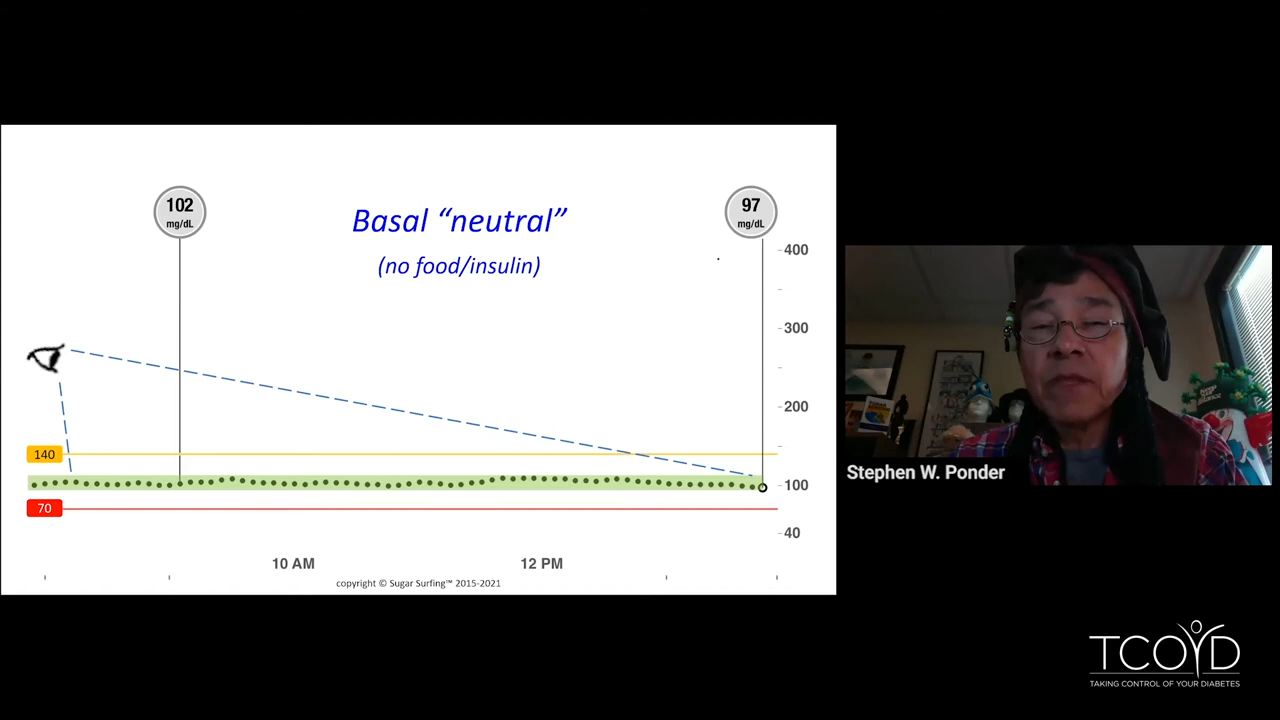 102
mg/dL
Basal “neutral”
(no food/insulin)
97
mg/dL
400
300
200
140
100
70
40
10 AM
12 PM
copyright © Sugar Surfing™ 2015-2021
Stephen W. Ponder
TCOYD
TAKING CONTROL OF YOUR DIABETES